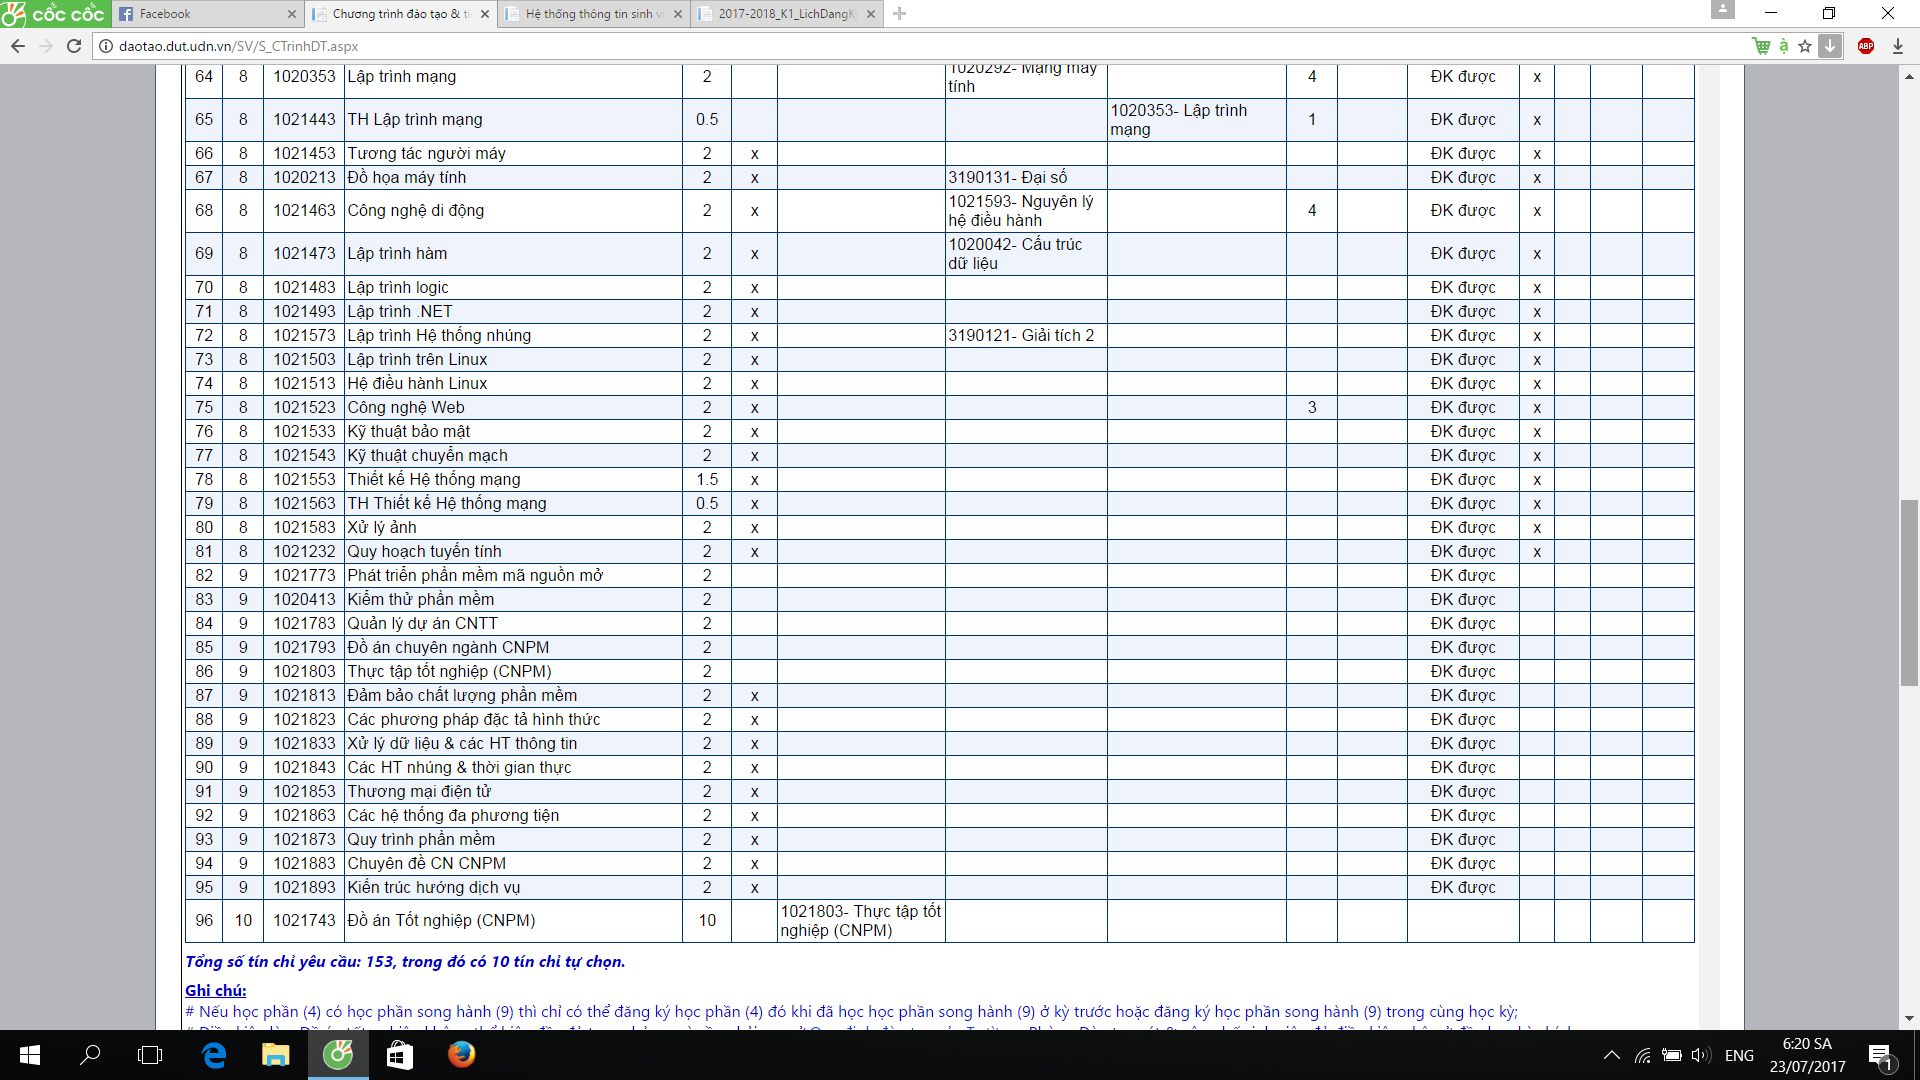 cốc cốc
Facebook
Chương trình đào tạo & ti
Hệ thống thông tin sinh v
2017-2018_K1_LichDangK
daotao.dut.udn.vn/SV/S_CTrinhDT.aspx
ABP
64 8 1020353 Lập trình mạng 2 1020292- Mạng máy tính 4 ĐK được x
65 8 1021443 TH Lập trình mạng 0.5 1020353- Lập trình mạng 1 ĐK được x
66 8 1021453 Tương tác người máy 2 x ĐK được x
67 8 1020213 Đồ họa máy tính 2 x 3190131- Đại số ĐK được x
68 8 1021463 Công nghệ di động 2 x 1021593- Nguyên lý hệ điều hành 4 ĐK được x
69 8 1021473 Lập trình hàm 2 x 1020042- Cấu trúc dữ liệu ĐK được x
70 8 1021483 Lập trình logic 2 x ĐK được x
71 8 1021493 Lập trình .NET 2 x ĐK được x
72 8 1021573 Lập trình Hệ thống nhúng 2 x 3190121- Giải tích 2 ĐK được x
73 8 1021503 Lập trình trên Linux 2 x ĐK được x
74 8 1021513 Hệ điều hành Linux 2 x ĐK được x
75 8 1021523 Công nghệ Web 2 x 3 ĐK được x
76 8 1021533 Kỹ thuật bảo mật 2 x ĐK được x
77 8 1021543 Kỹ thuật chuyển mạch 2 x ĐK được x
78 8 1021553 Thiết kế Hệ thống mạng 1.5 x ĐK được x
79 8 1021563 TH Thiết kế Hệ thống mạng 0.5 x ĐK được x
80 8 1021583 Xử lý ảnh 2 x ĐK được x
81 8 1021232 Quy hoạch tuyến tính 2 x ĐK được x
82 9 1021773 Phát triển phần mềm mã nguồn mở 2 ĐK được
83 9 1020413 Kiểm thử phần mềm 2 ĐK được
84 9 1021783 Quản lý dự án CNTT 2 ĐK được
85 9 1021793 Đồ án chuyên ngành CNPM 2 ĐK được
86 9 1021803 Thực tập tốt nghiệp (CNPM) 2 ĐK được
87 9 1021813 Đảm bảo chất lượng phần mềm 2 x ĐK được
88 9 1021823 Các phương pháp đặc tả hình thức 2 x ĐK được
89 9 1021833 Xử lý dữ liệu & các HT thông tin 2 x ĐK được
90 9 1021843 Các HT nhúng & thời gian thực 2 x ĐK được
91 9 1021853 Thương mại điện tử 2 x ĐK được
92 9 1021863 Các hệ thống đa phương tiện 2 x ĐK được
93 9 1021873 Quy trình phần mềm 2 x ĐK được
94 9 1021883 Chuyên đề CN CNPM 2 x ĐK được
95 9 1021893 Kiến trúc hướng dịch vụ 2 x ĐK được
96 10 1021743 Đồ án Tốt nghiệp (CNPM) 10 1021803- Thực tập tốt nghiệp (CNPM)
Tổng số tín chỉ yêu cầu: 153, trong đó có 10 tín chỉ tự chọn.
Ghi chú:
# Nếu học phần (4) có học phần song hành (9) thì chỉ có thể đăng ký học phần (4) đó khi đã học học phần song hành (9) ở kỳ trước hoặc đăng ký học phần song hành (9) trong cùng học kỳ;
ENG
6:20 SA
23/07/2017
1